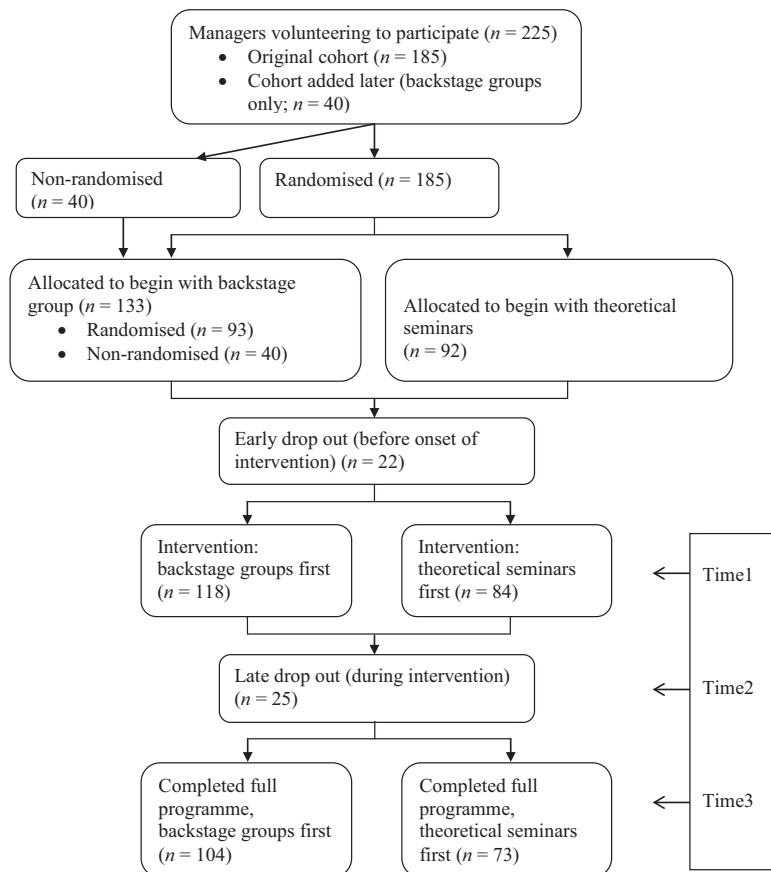 Managers volunteering to participate (n = 225)
• Original cohort (n = 185)
• Cohort added later (backstage groups
only; n = 40)
Non-randomised
(n = 40)
Randomised (n = 185)
Allocated to begin with backstage
group (n = 133)
• Randomised (n = 93)
• Non-randomised (n = 40)
Allocated to begin with theoretical
seminars
(n = 92)
Early drop out (before onset of
intervention) (n = 22)
Intervention:
backstage groups first
(n = 118)
Intervention:
theoretical seminars
first (n = 84)
Time1
Late drop out (during intervention)
(n = 25)
Time2
Completed full
programme,
backstage groups first
(n = 104)
Completed full
programme,
theoretical seminars
first (n = 73)
Time3